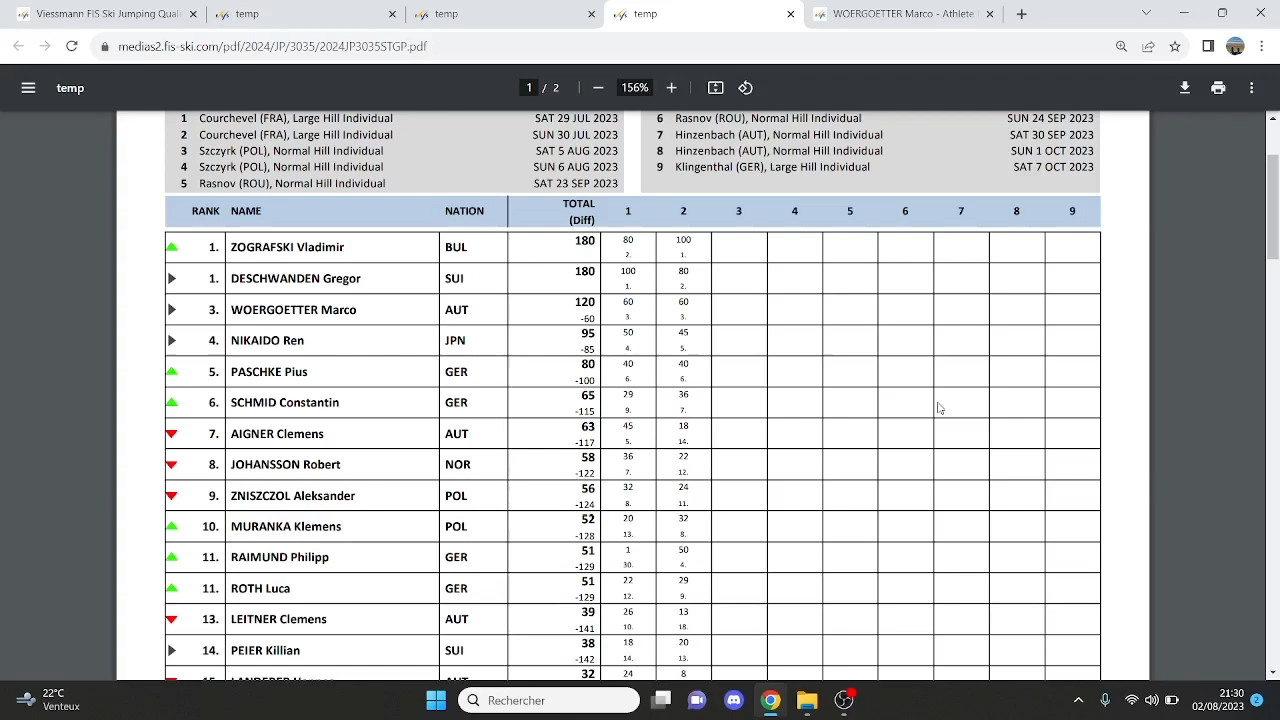 Viessmann FIS Ski Jumping Quali
temp
temp
temp
WOERGOETTER Marco - Athlete I
medias2.fis-ski.com/pdf/2024/JP/3035/2024JP3035STGP.pdf
temp
1 / 2
156%
1 Courchevel (FRA), Large Hill Individual SAT 29 JUL 2023 6 Rasnov (ROU), Normal Hill Individual SUN 24 SEP 2023
2 Courchevel (FRA), Large Hill Individual SUN 30 JUL 2023 7 Hinzenbach (AUT), Normal Hill Individual SAT 30 SEP 2023
3 Szczyrk (POL), Normal Hill Individual SAT 5 AUG 2023 8 Hinzenbach (AUT), Normal Hill Individual SUN 1 OCT 2023
4 Szczyrk (POL), Normal Hill Individual SUN 6 AUG 2023 9 Klingenthal (GER), Large Hill Individual SAT 7 OCT 2023
5 Rasnov (ROU), Normal Hill Individual SAT 23 SEP 2023
RANK NAME NATION TOTAL (Diff) 1 2 3 4 5 6 7 8 9
1. ZOGRAFSKI Vladimir BUL 180 80 100
2. 1.
1. DESCHWANDEN Gregor SUI 180 100 80
1. 2.
3. WOERGOETTER Marco AUT 120 60 60
-60 3. 3.
4. NIKAIDO Ren JPN 95 50 45
-85 4. 5.
5. PASCHKE Pius GER 80 40 40
-100 6. 6.
6. SCHMID Constantin GER 65 29 36
-115 9. 7.
7. AIGNER Clemens AUT 63 45 18
-117 5. 14.
8. JOHANSSON Robert NOR 58 36 22
-122 7. 12.
9. ZNISZCZOL Aleksander POL 56 32 24
-124 8. 11.
10. MURANKA Klemens POL 52 20 32
-128 13. 8.
11. RAIMUND Philipp GER 51 1 50
-129 30. 4.
11. ROTH Luca GER 51 22 29
-129 12. 9.
13. LEITNER Clemens AUT 39 26 13
-141 10. 18.
14. PEIER Killian SUI 38 18 20
-142 14. 13.
32 24 8
22°C
Venteux
Rechercher
21:30
02/08/2023
2